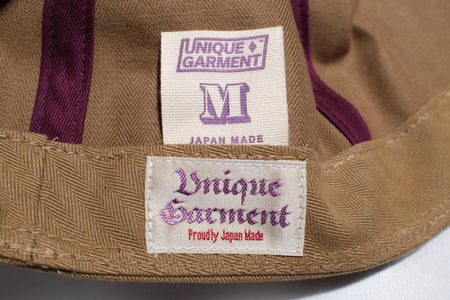 UNIQUE
GARMENT
M
JAPAN MADE
Unique
Garment
Proudly Japan Made